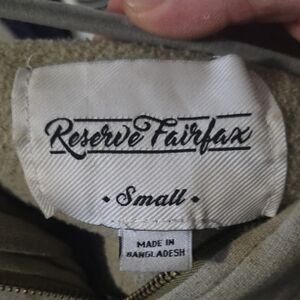 Reserve Fairfax
• Small •
MADE IN
BANGLADESH